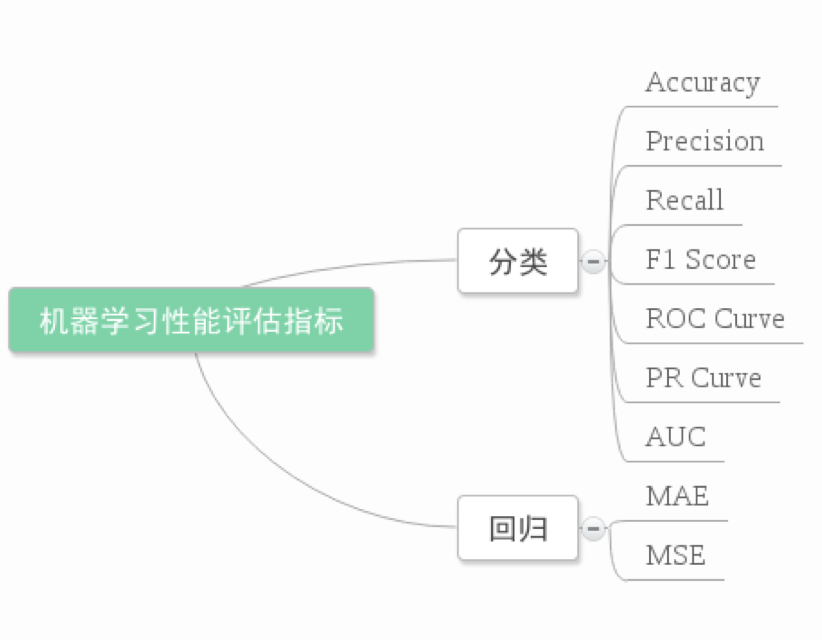 机器学习性能评估指标
分类
Accuracy
Precision
Recall
F1 Score
ROC Curve
PR Curve
AUC
回归
MAE
MSE